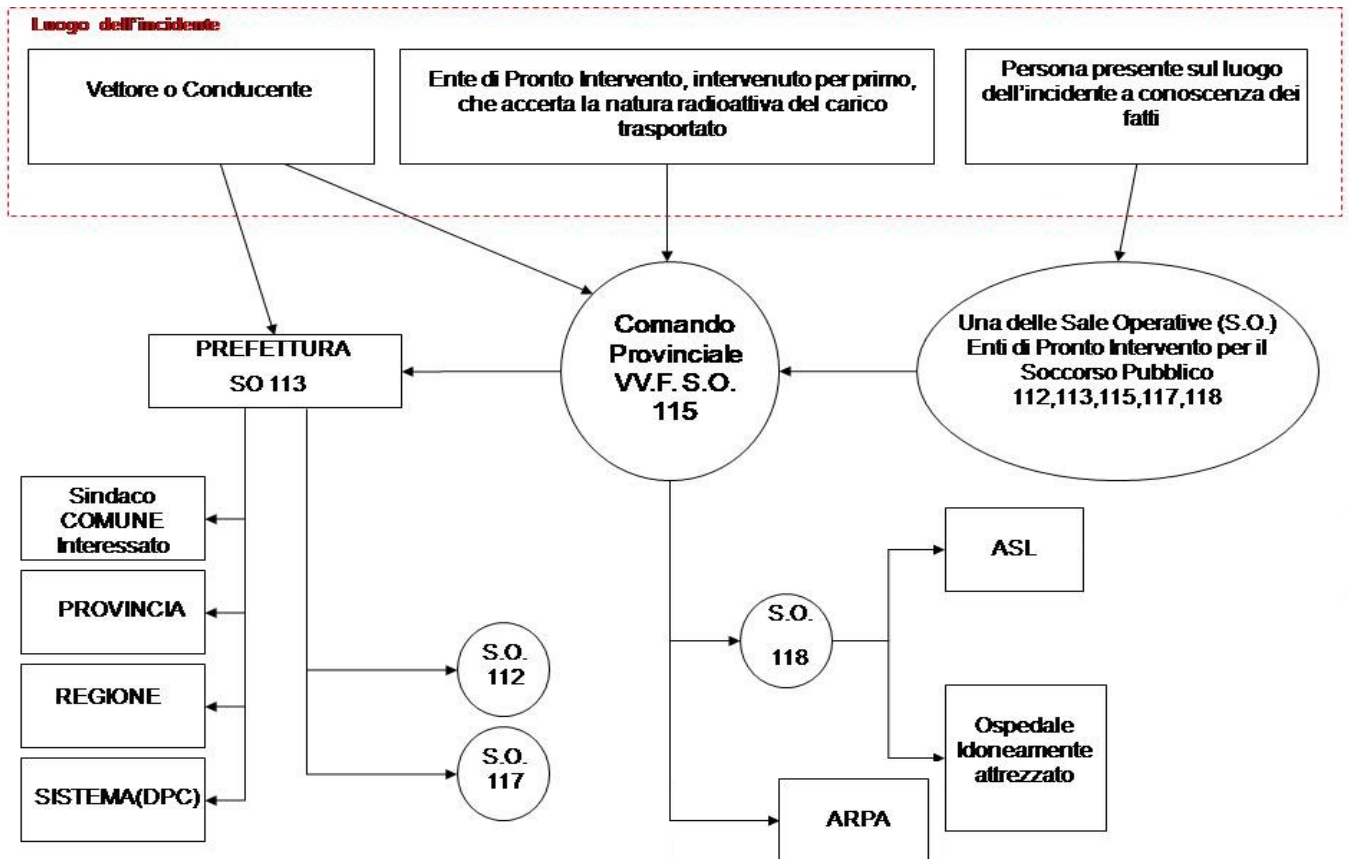 Luogo dell'incidente
Vettore o Conducente
Ente di Pronto Intervento, intervenuto per primo,
che accerta la natura radioattiva del carico
trasportato
Persona presente sul luogo
dell'incidente a conoscenza dei
fatti
PREFETTURA
SO 113
Comando
Provinciale
VV.F. S.O.
115
Una delle Sale Operative (S.O.)
Enti di Pronto Intervento per il
Soccorso Pubblico
112,113,115,117,118
Sindaco
COMUNE
Interessato
PROVINCIA
REGIONE
SISTEMA(DPC)
S.O.
112
S.O.
117
S.O.
118
ASL
Ospedale
Idoneamente
attrezzato
ARPA